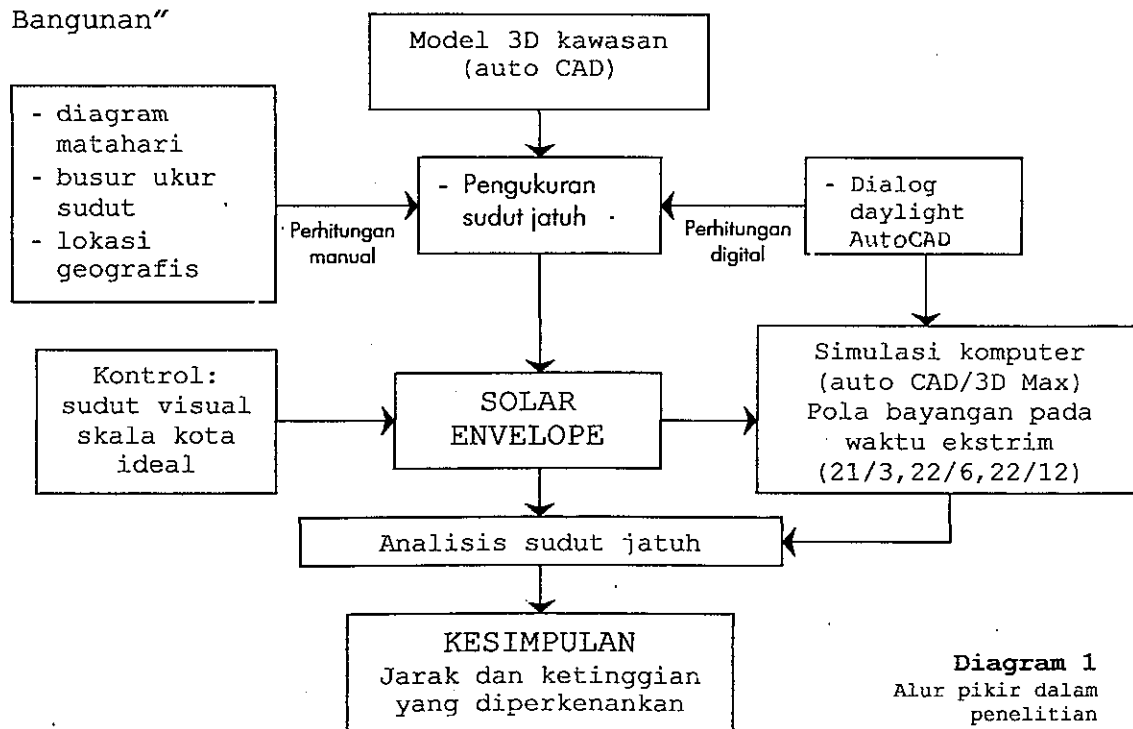 Bangunan”
Model 3D kawasan
(auto CAD)
- diagram
matahari
- busur ukur
sudut
- lokasi
geografis
Perhitungan
manual
- Pengukuran
sudut jatuh
Perhitungan
digital
- Dialog
daylight
AutoCAD
Kontrol:
sudut visual
skala kota
ideal
SOLAR
ENVELOPE
Simulasi komputer
(auto CAD/3D Max)
Pola bayangan pada
waktu ekstrim
(21/3,22/6,22/12)
Analisis sudut jatuh
KESIMPULAN
Jarak dan ketinggian
yang diperkenankan
Diagram 1
Alur pikir dalam
penelitian